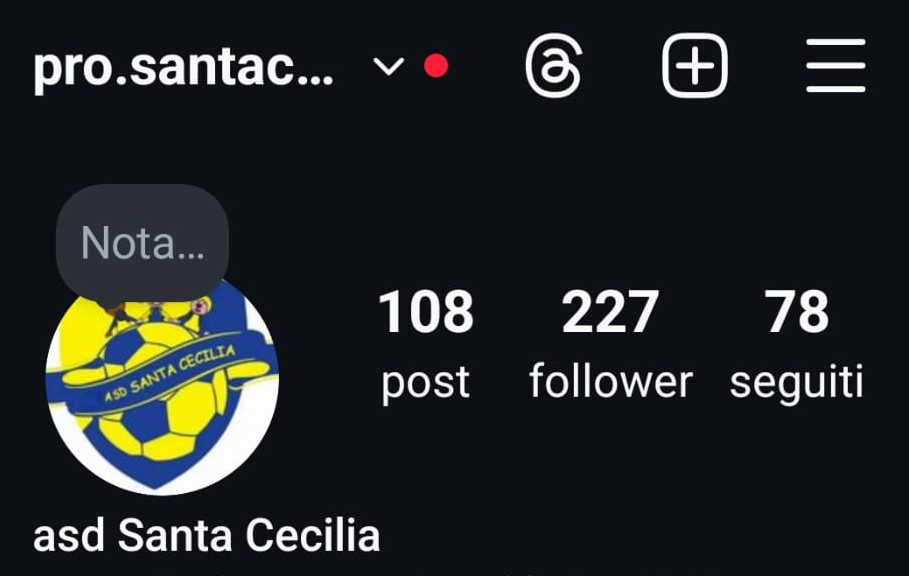 pro.santac...
Nota...
ASD SANTA CECILIA
108 227 78
post follower seguiti
asd Santa Cecilia